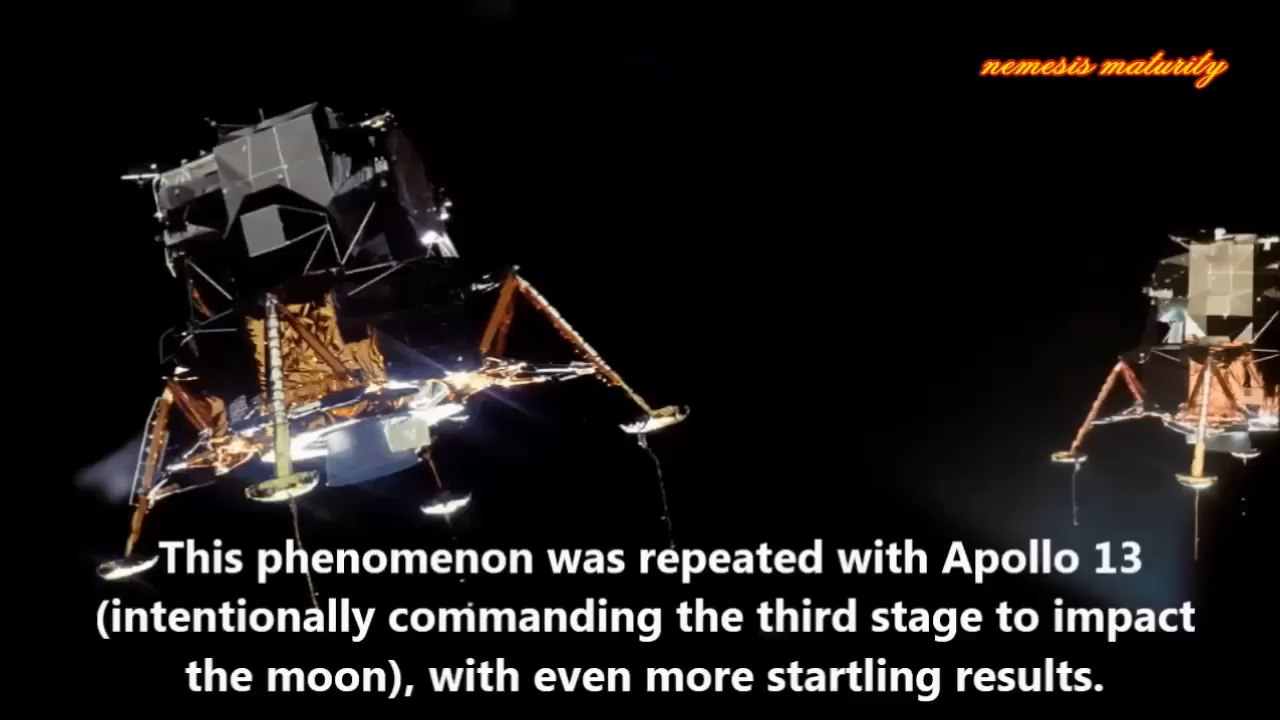 nemesis maturity
This phenomenon was repeated with Apollo 13
(intentionally commanding the third stage to impact
the moon), with even more startling results.